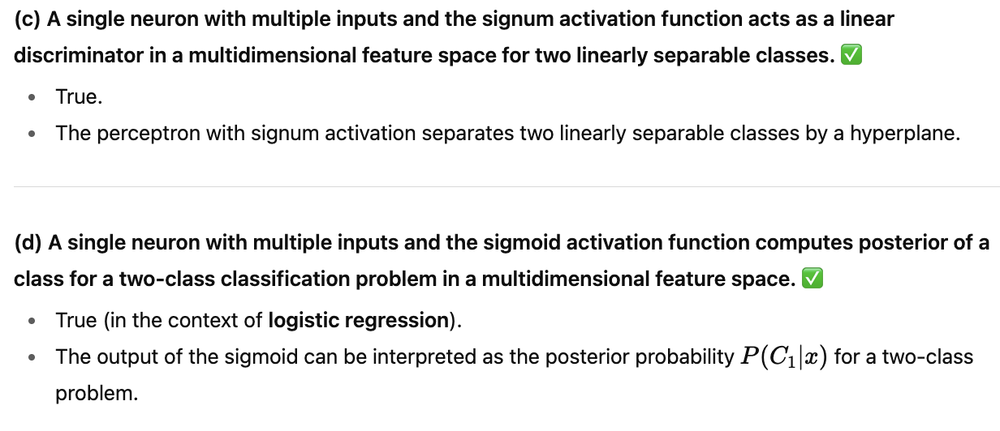 (c) A single neuron with multiple inputs and the signum activation function acts as a linear
discriminator in a multidimensional feature space for two linearly separable classes. ✅
• True.
• The perceptron with signum activation separates two linearly separable classes by a hyperplane.
(d) A single neuron with multiple inputs and the sigmoid activation function computes posterior of a
class for a two-class classification problem in a multidimensional feature space. ✅
• True (in the context of logistic regression).
• The output of the sigmoid can be interpreted as the posterior probability P(C₁|x) for a two-class
problem.